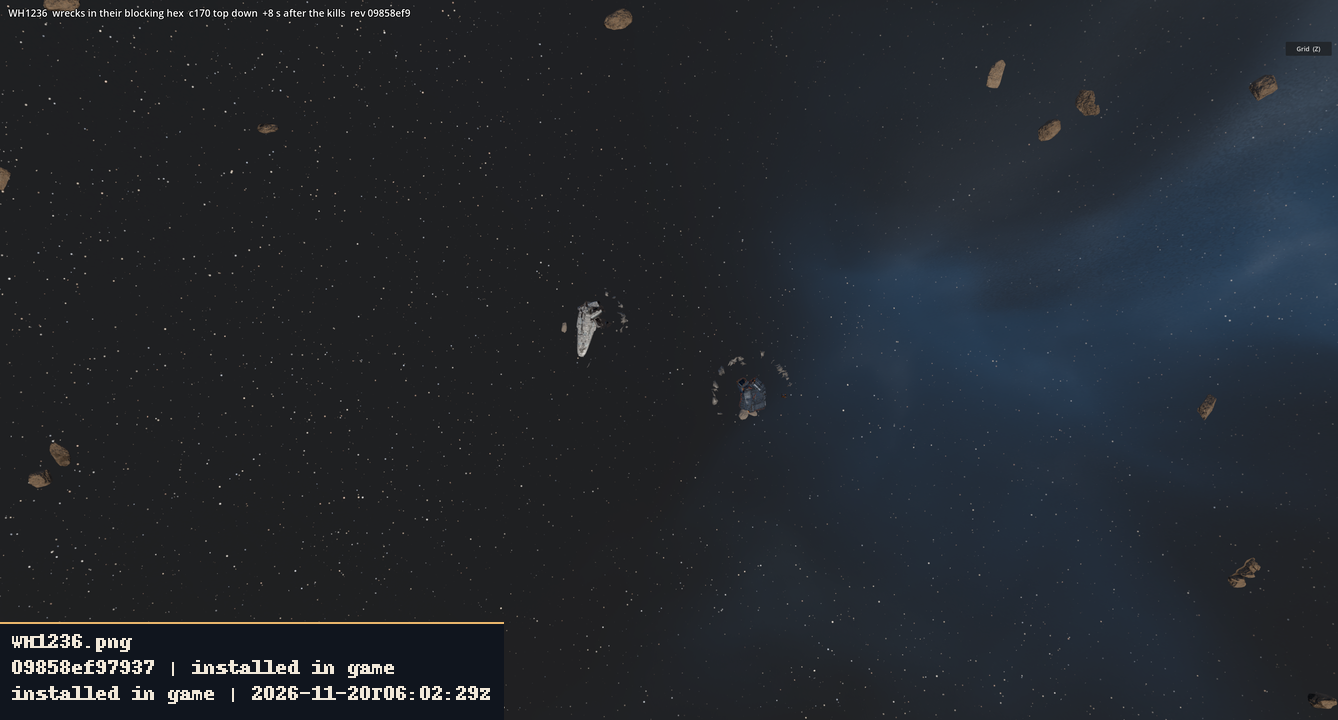 WH1236 wrecks in their blocking hex c170 top down +8 s after the kills rev 09858ef9
Grid (Z)
WH1236.png
09858ef97937 | installed in game
installed in game | 2026-11-20T06:02:29Z